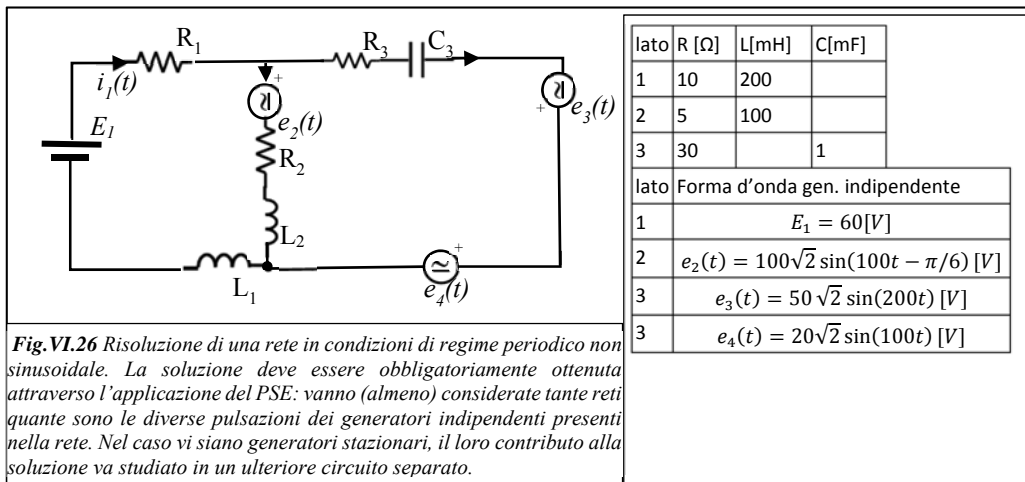 R1
R3
C3
i1(t)
+
e2(t)
+
e3(t)
E1
R2
L2
L1
+
e4(t)
Fig.VI.26 Risoluzione di una rete in condizioni di regime periodico non
sinusoidale. La soluzione deve essere obbligatoriamente ottenuta
attraverso l'applicazione del PSE: vanno (almeno) considerate tante reti
quante sono le diverse pulsazioni dei generatori indipendenti presenti
nella rete. Nel caso vi siano generatori stazionari, il loro contributo alla
soluzione va studiato in un ulteriore circuito separato.
lato R [Ω] L[mH] C[mF]
1 10 200
2 5 100
3 30 1
lato Forma d'onda gen. indipendente
1 E₁ = 60[V]
2 e₂(t) = 100√2 sin(100t − π/6) [V]
3 e₃(t) = 50 √2 sin(200t) [V]
3 e₄(t) = 20√2 sin(100t) [V]